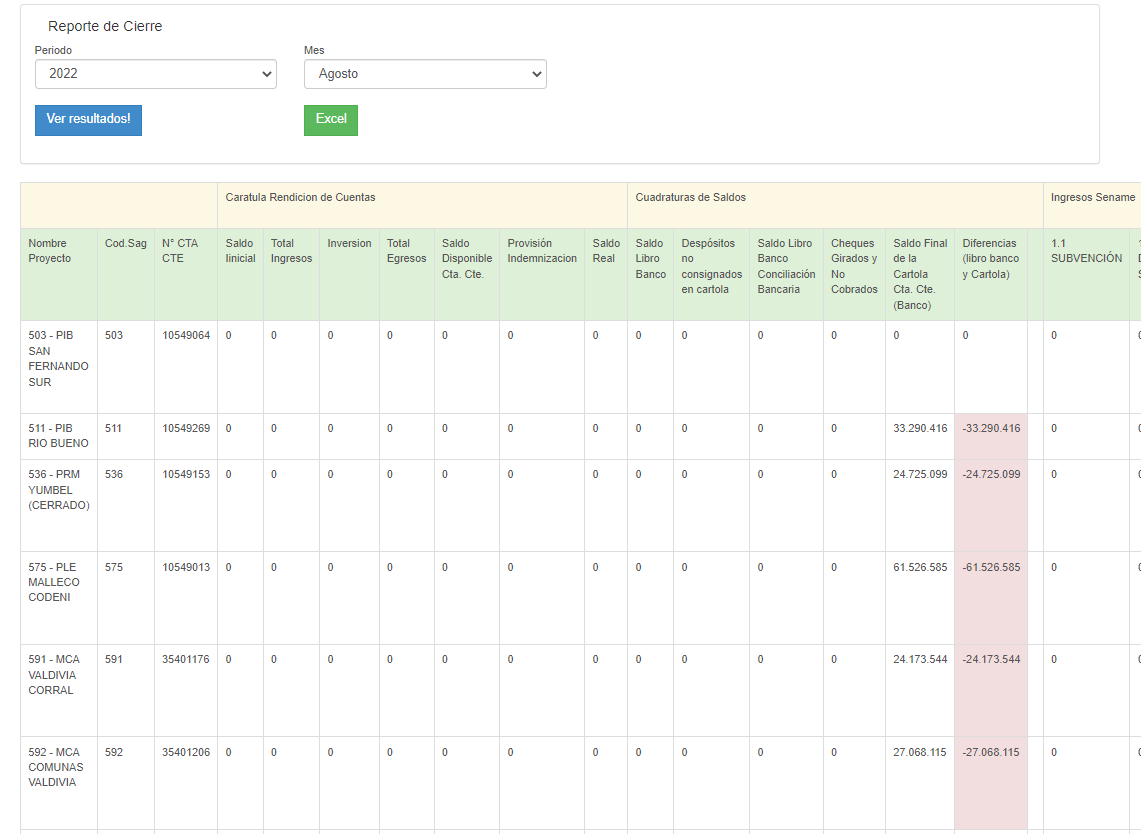 Reporte de Cierre
Periodo Mes
2022 Agosto
Ver resultados! Excel
Caratula Rendicion de Cuentas Cuadraturas de Saldos Ingresos Sename
Nombre Cod.Sag N° CTA Saldo Total Inversion Total Saldo Provisión Saldo Saldo Despósitos Saldo Libro Cheques Saldo Final Diferencias 1.1
Proyecto CTE Iinicial Ingresos Egresos Disponible Indemnizacion Real Libro no Banco Girados y de la (libro banco SUBVENCIÓN
Cta. Cte. Banco consignados Conciliación No Cartola y Cartola)
en cartola Bancaria Cobrados Cta. Cte.
(Banco)
503 - PIB 503 10549064 0 0 0 0 0 0 0 0 0 0 0 0 0 0
SAN
FERNANDO
SUR
511 - PIB 511 10549269 0 0 0 0 0 0 0 0 0 0 0 33.290.416 -33.290.416 0
RIO BUENO
536 - PRM 536 10549153 0 0 0 0 0 0 0 0 0 0 0 24.725.099 -24.725.099 0
YUMBEL
(CERRADO)
575 - PLE 575 10549013 0 0 0 0 0 0 0 0 0 0 0 61.526.585 -61.526.585 0
MALLECO
CODENI
591 - MCA 591 35401176 0 0 0 0 0 0 0 0 0 0 0 24.173.544 -24.173.544 0
VALDIVIA
CORRAL
592 - MCA 592 35401206 0 0 0 0 0 0 0 0 0 0 0 27.068.115 -27.068.115 0
COMUNAS
VALDIVIA